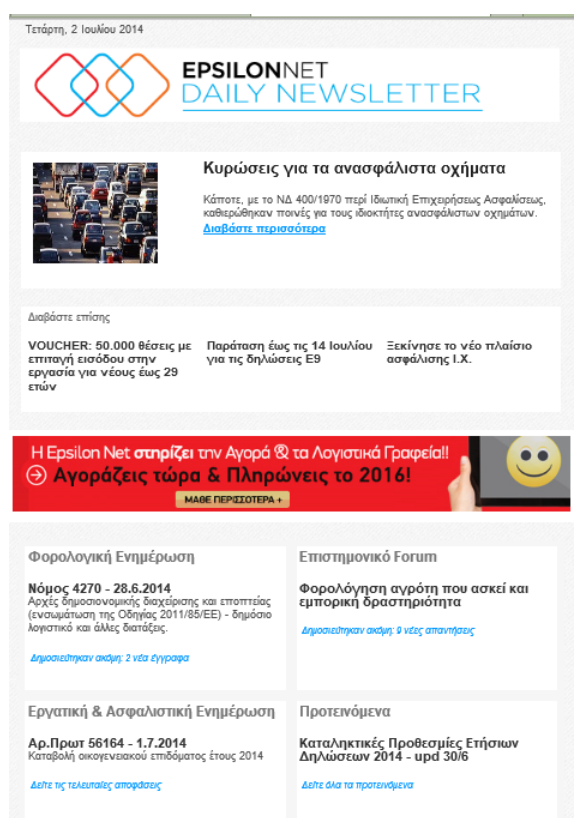 Τετάρτη, 2 Ιουλίου 2014
EPSILONNET
DAILY NEWSLETTER
Κυρώσεις για τα ανασφάλιστα οχήματα
Κάποτε, με το ΝΔ 400/1970 περί Ιδιωτική Επιχειρήσεως Ασφαλίσεως,
καθιερώθηκαν ποινές για τους ιδιοκτήτες ανασφάλιστων οχημάτων.
Διαβάστε περισσότερα
Διαβάστε επίσης
VOUCHER: 50.000 θέσεις με
επιταγή εισόδου στην
εργασία για νέους έως 29
ετών
Παράταση έως τις 14 Ιουλίου
για τις δηλώσεις Ε9
Ξεκίνησε το νέο πλαίσιο
ασφάλισης Ι.Χ.
Η Epsilon Net στηρίζει την Αγορά & τα Λογιστικά Γραφεία!!
Αγοράζεις τώρα & Πληρώνεις το 2016!
ΜΑΘΕ ΠΕΡΙΣΣΟΤΕΡΑ +
Φορολογική Ενημέρωση
Νόμος 4270 - 28.6.2014
Αρχές δημοσιονομικής διαχείρισης και εποπτείας
(ενσωμάτωση της Οδηγίας 2011/85/ΕΕ) - δημόσιο
λογιστικό και άλλες διατάξεις.
Δημοσιεύτηκαν ακόμη: 2 νέα έγγραφα
Επιστημονικό Forum
Φορολόγηση αγρότη που ασκεί και
εμπορική δραστηριότητα
Δημοσιεύτηκαν ακόμη: 9 νέες απαντήσεις
Εργατική & Ασφαλιστική Ενημέρωση
Αρ.Πρωτ 56164 - 1.7.2014
Καταβολή οικογενειακού επιδόματος έτους 2014
Δείτε τις τελευταίες αποφάσεις
Προτεινόμενα
Καταληκτικές Προθεσμίες Ετήσιων
Δηλώσεων 2014 - upd 30/6
Δείτε όλα τα προτεινόμενα